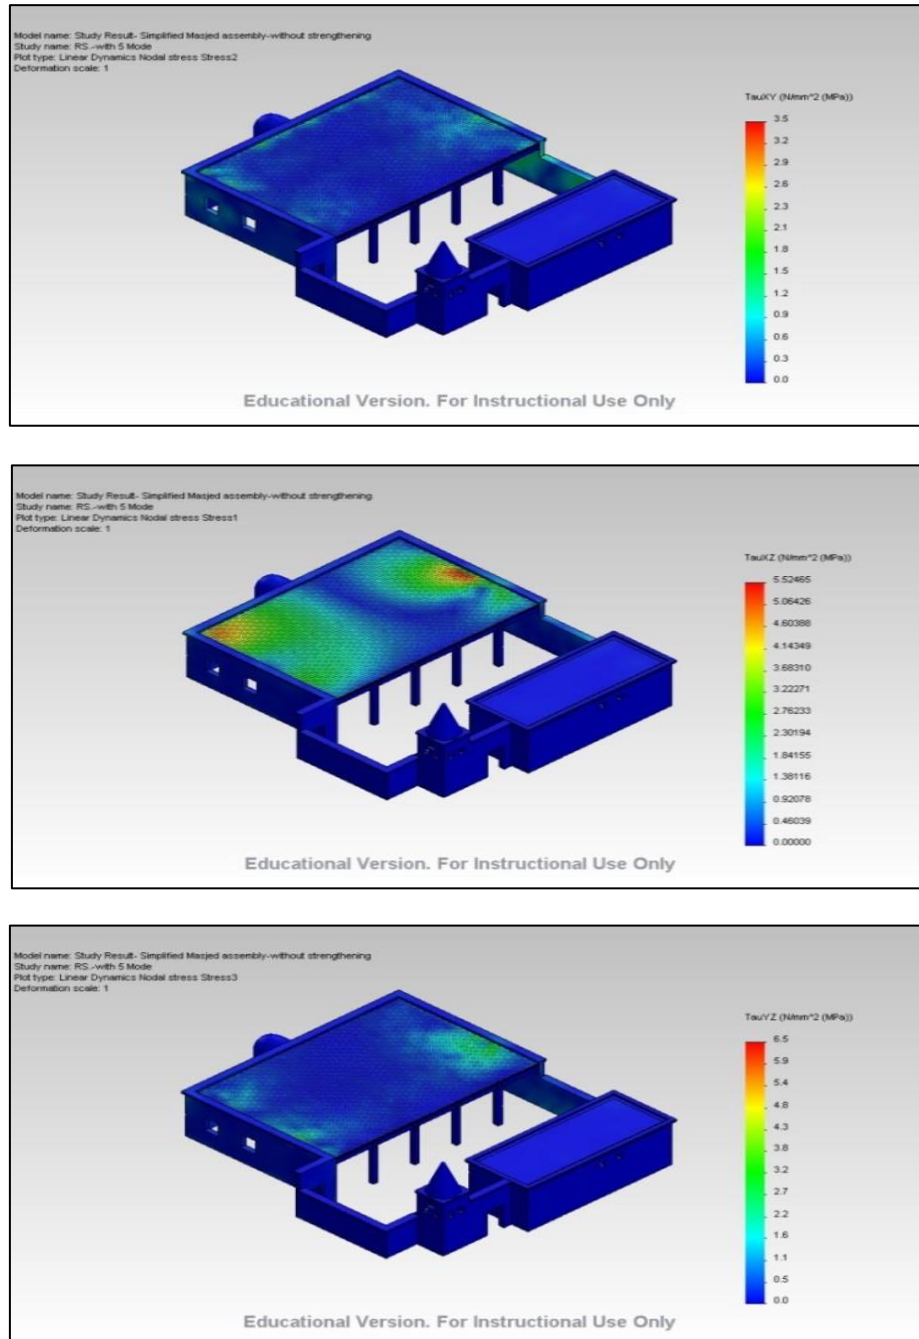 Model name: Study Result- Simplified Masjed assembly-without strengthening
Study name: RS.-with 5 Mode
Plot type: Linear Dynamics Nodal stress Stress2
Deformation scale: 1
TauXY (N/mm^2 (MPa))
3.5
3.2
2.9
2.6
2.3
2.1
1.8
1.5
1.2
0.9
0.6
0.3
0.0
Educational Version. For Instructional Use Only
Model name: Study Result- Simplified Masjed assembly-without strengthening
Study name: RS.-with 5 Mode
Plot type: Linear Dynamics Nodal stress Stress1
Deformation scale: 1
TauXZ (N/mm^2 (MPa))
5.52465
5.06426
4.60388
4.14349
3.68310
3.22271
2.76233
2.30194
1.84155
1.38116
0.92078
0.46039
0.00000
Educational Version. For Instructional Use Only
Model name: Study Result- Simplified Masjed assembly-without strengthening
Study name: RS.-with 5 Mode
Plot type: Linear Dynamics Nodal stress Stress3
Deformation scale: 1
TauYZ (N/mm^2 (MPa))
6.5
5.9
5.4
4.8
4.3
3.8
3.2
2.7
2.2
1.6
1.1
0.5
0.0
Educational Version. For Instructional Use Only